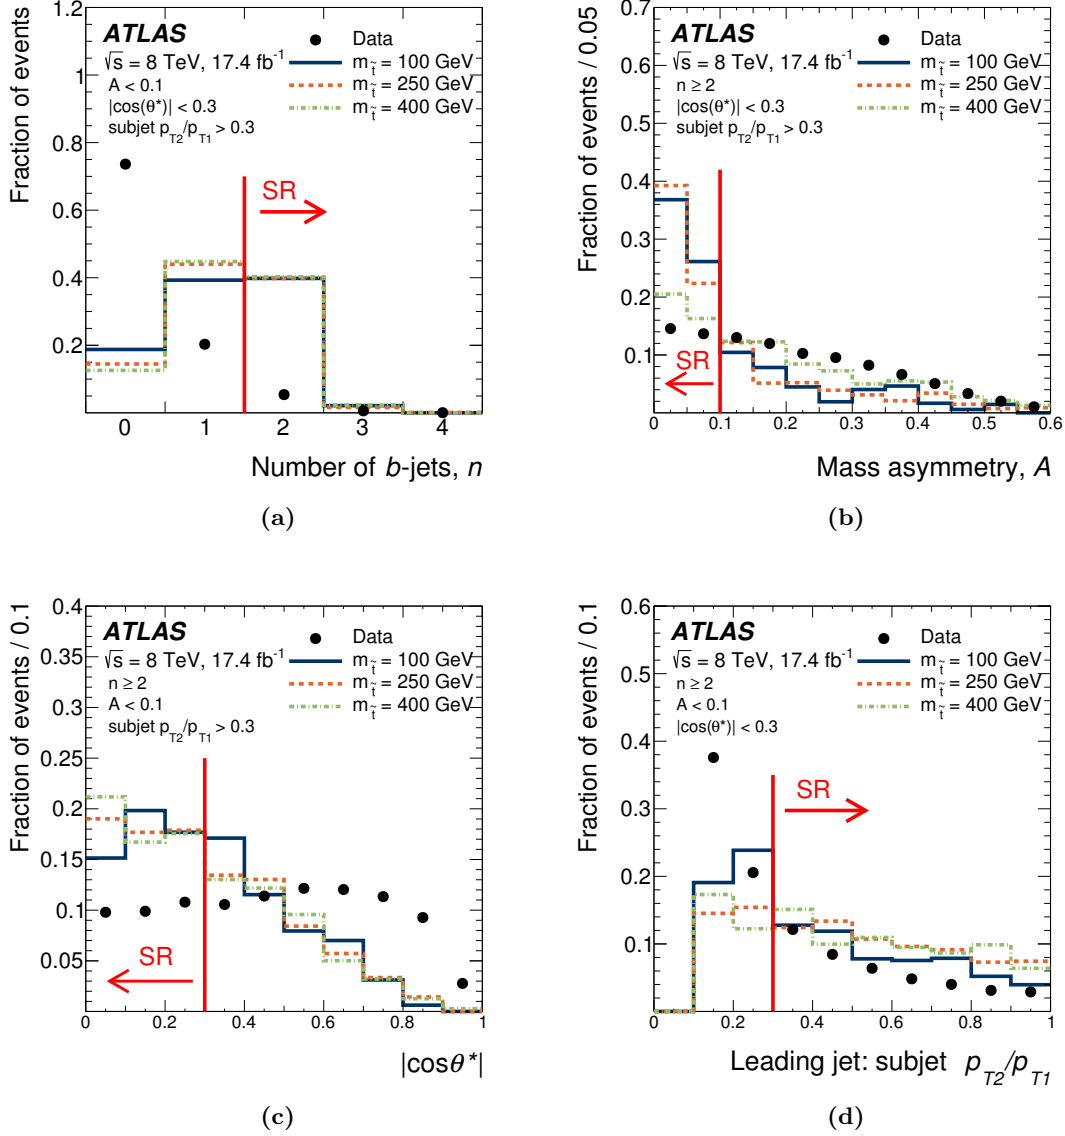 Fraction of events
1.2
1
0.8
0.6
0.4
0.2
ATLAS
√s = 8 TeV, 17.4 fb⁻¹
A < 0.1
|cos(θ*)| < 0.3
subjet p_T2/p_T1 > 0.3
Data
m_t̃ = 100 GeV
m_t̃ = 250 GeV
m_t̃ = 400 GeV
SR
0 1 2 3 4
Number of b-jets, n
(a)
Fraction of events / 0.05
0.7
0.6
0.5
0.4
0.3
0.2
0.1
ATLAS
√s = 8 TeV, 17.4 fb⁻¹
n ≥ 2
|cos(θ*)| < 0.3
subjet p_T2/p_T1 > 0.3
Data
m_t̃ = 100 GeV
m_t̃ = 250 GeV
m_t̃ = 400 GeV
SR
0 0.1 0.2 0.3 0.4 0.5 0.6
Mass asymmetry, A
(b)
Fraction of events / 0.1
0.4
0.35
0.3
0.25
0.2
0.15
0.1
0.05
ATLAS
√s = 8 TeV, 17.4 fb⁻¹
n ≥ 2
A < 0.1
subjet p_T2/p_T1 > 0.3
Data
m_t̃ = 100 GeV
m_t̃ = 250 GeV
m_t̃ = 400 GeV
SR
0 0.2 0.4 0.6 0.8 1
|cosθ*|
(c)
Fraction of events / 0.1
0.6
0.5
0.4
0.3
0.2
0.1
ATLAS
√s = 8 TeV, 17.4 fb⁻¹
n ≥ 2
A < 0.1
|cos(θ*)| < 0.3
Data
m_t̃ = 100 GeV
m_t̃ = 250 GeV
m_t̃ = 400 GeV
SR
0 0.2 0.4 0.6 0.8 1
Leading jet: subjet p_T2/p_T1
(d)